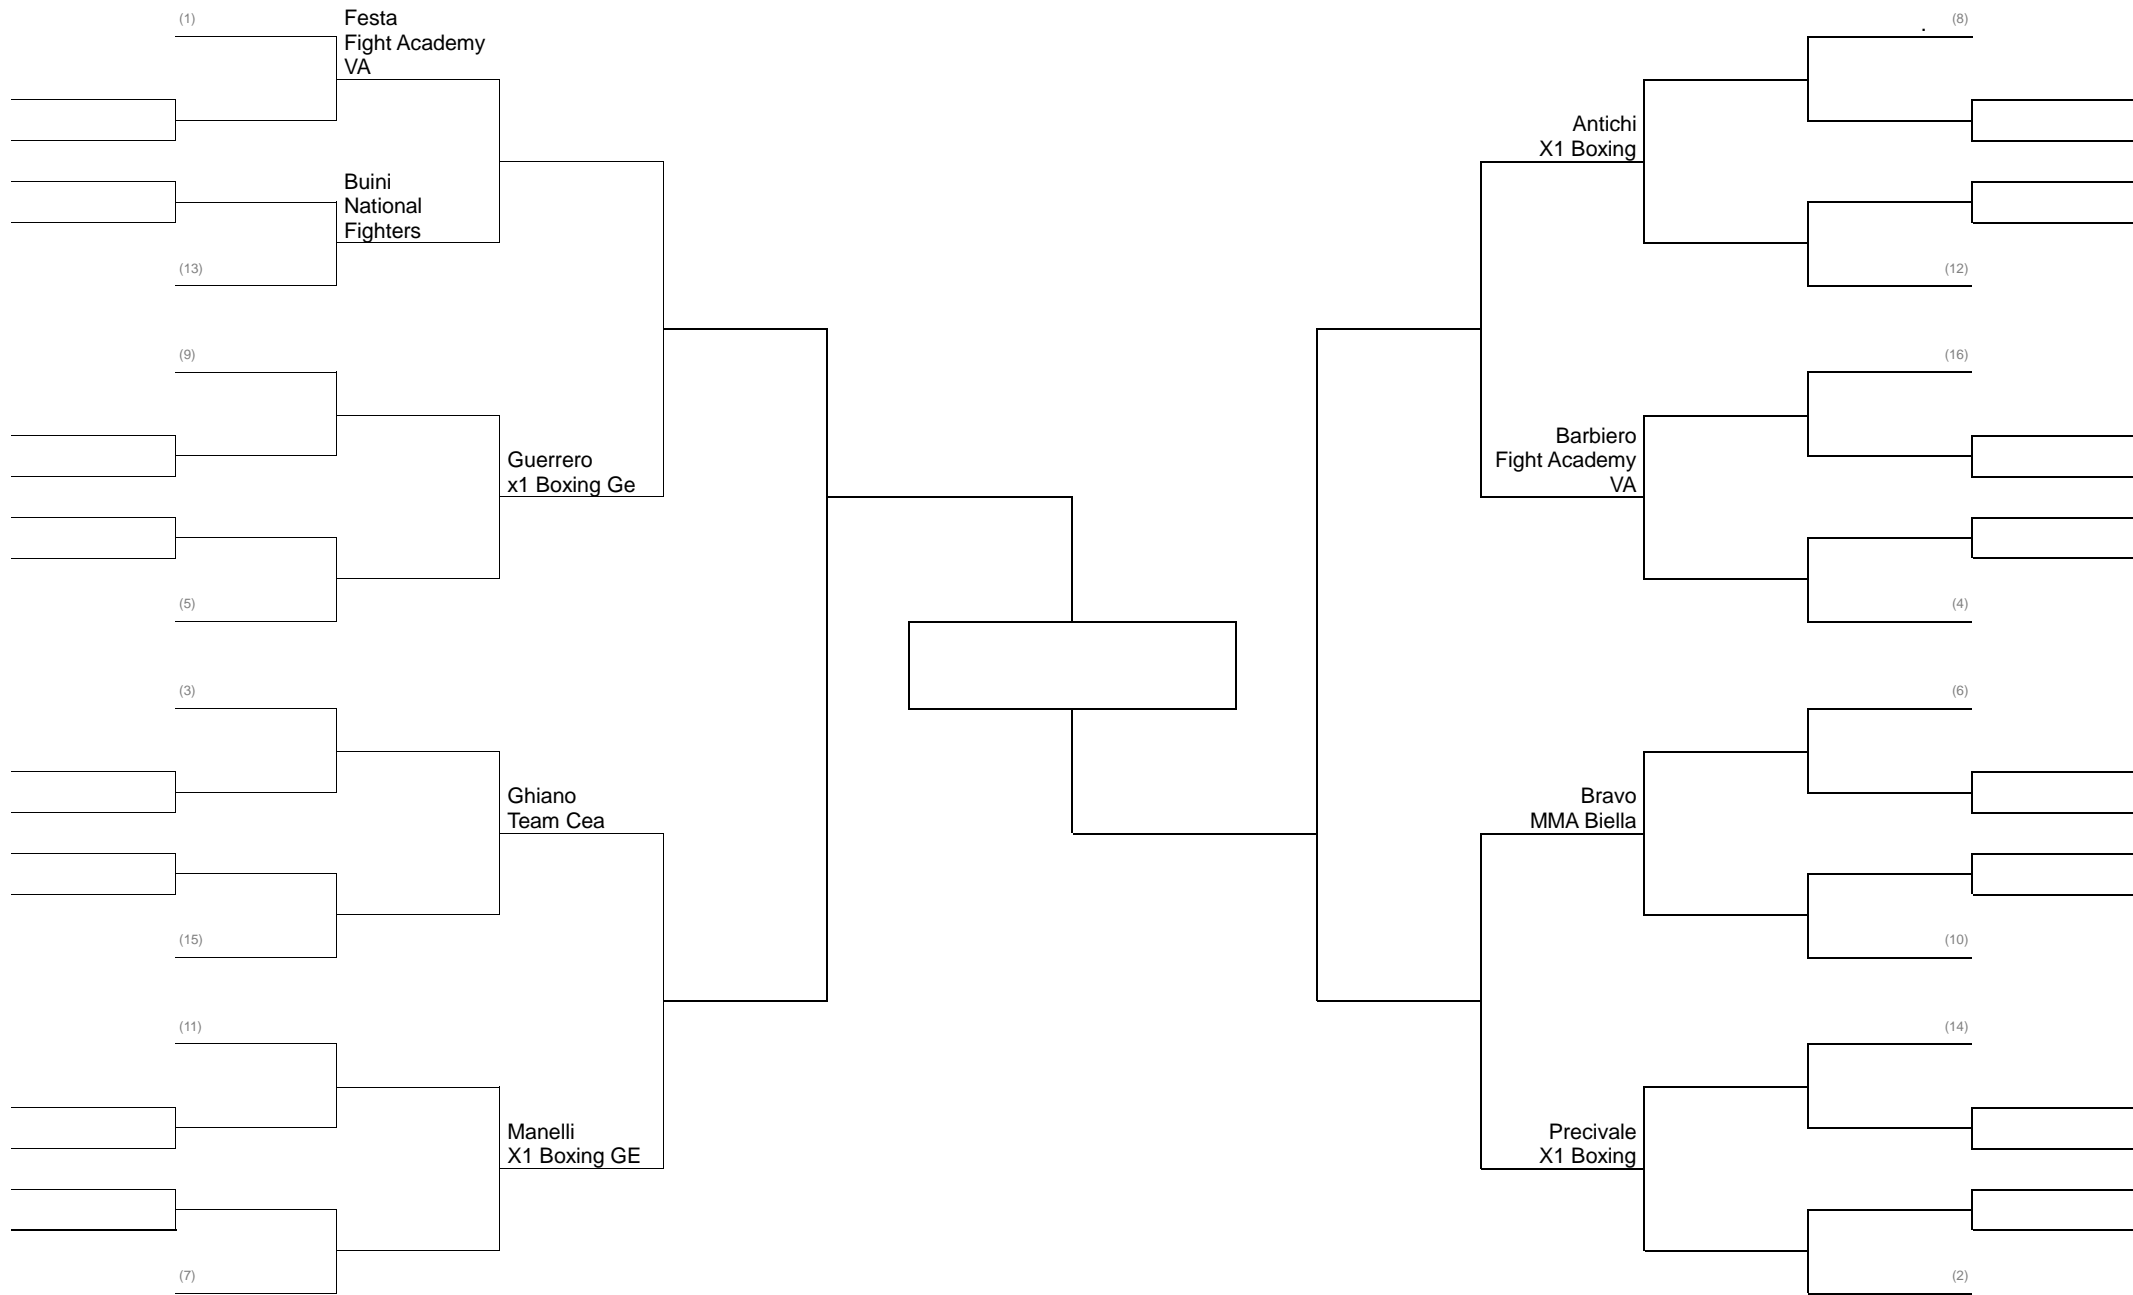 (1)
Festa
Fight Academy
VA
Buini
National
Fighters
(13)
(9)
Guerrero
x1 Boxing Ge
(5)
(3)
Ghiano
Team Cea
(15)
(11)
Manelli
X1 Boxing GE
(7)
.
(8)
Antichi
X1 Boxing
(12)
(16)
Barbiero
Fight Academy
VA
(4)
(6)
Bravo
MMA Biella
(10)
(14)
Precivale
X1 Boxing
(2)